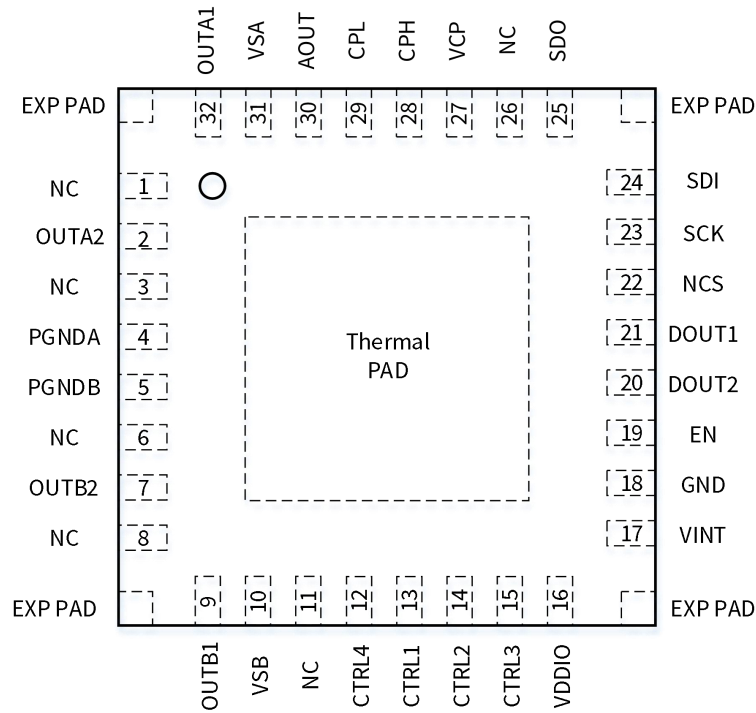 OUTA1
VSA
AOUT
CPL
CPH
VCP
NC
SDO
EXP PAD
32
31
30
29
28
27
26
25
EXP PAD
NC
1
24
SDI
OUTA2
2
23
SCK
NC
3
22
NCS
PGNDA
4
21
DOUT1
Thermal
PAD
PGNDB
5
20
DOUT2
NC
6
19
EN
OUTB2
7
18
GND
NC
8
17
VINT
EXP PAD
9
10
11
12
13
14
15
16
EXP PAD
OUTB1
VSB
NC
CTRL4
CTRL1
CTRL2
CTRL3
VDDIO